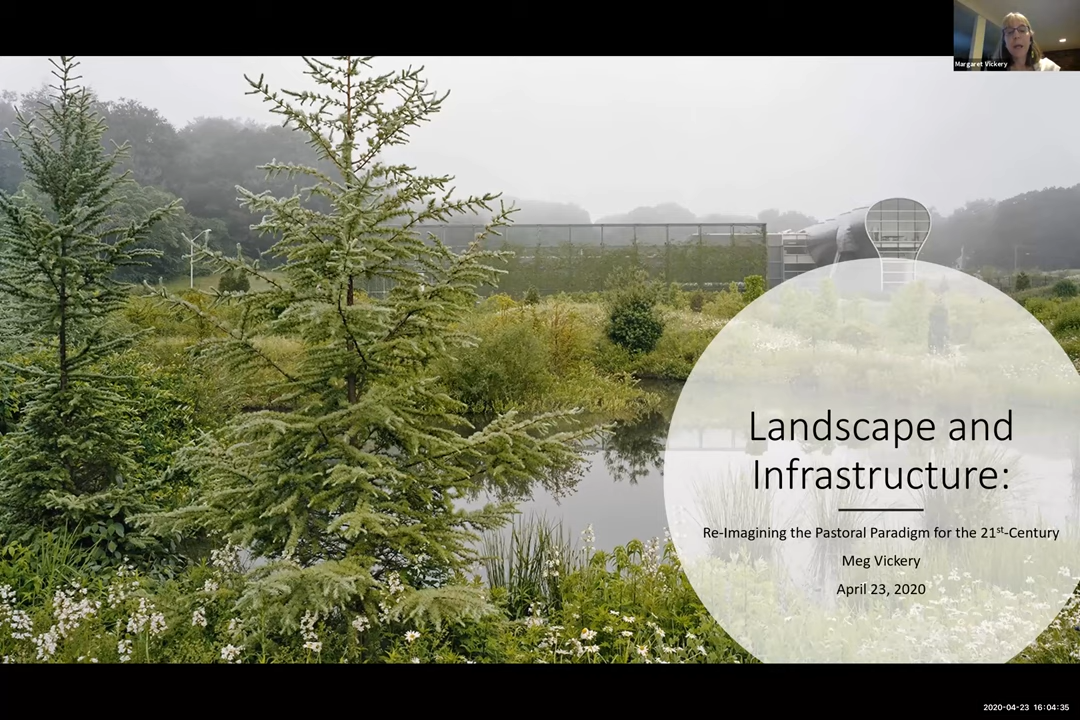 Margaret Vickery
Landscape and
Infrastructure:
Re-Imagining the Pastoral Paradigm for the 21st-Century
Meg Vickery
April 23, 2020
2020-04-23 16:04:35